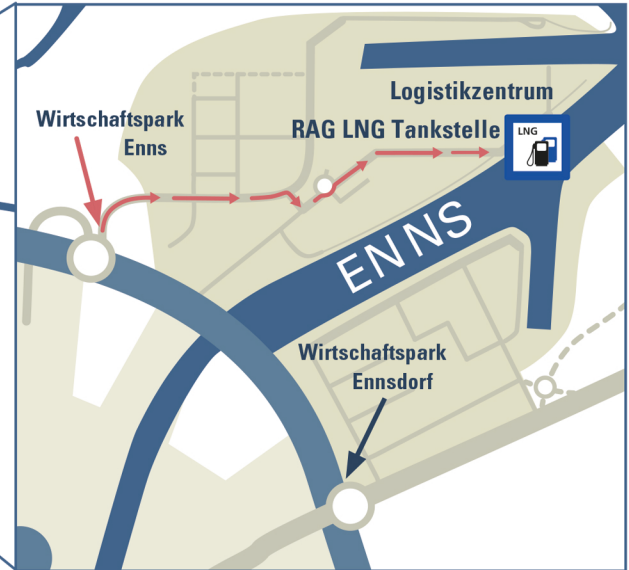 Logistikzentrum
Wirtschaftspark
Enns
RAG LNG Tankstelle
LNG
ENNS
Wirtschaftspark
Ennsdorf